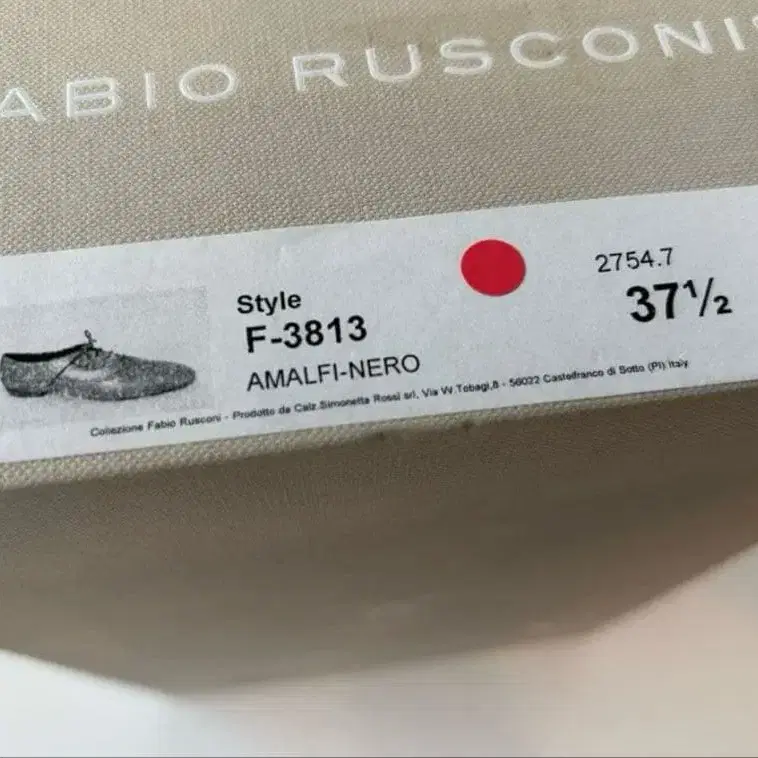 FABIO RUSCONI
Style
F-3813
AMALFI-NERO
2754.7
37½
Collezione Fabio Rusconi - Prodotto da Calz.Simonetta Rossi srl, Via W.Tobagi,8 - 56022 Castelfranco di Sotto (PI) Italy